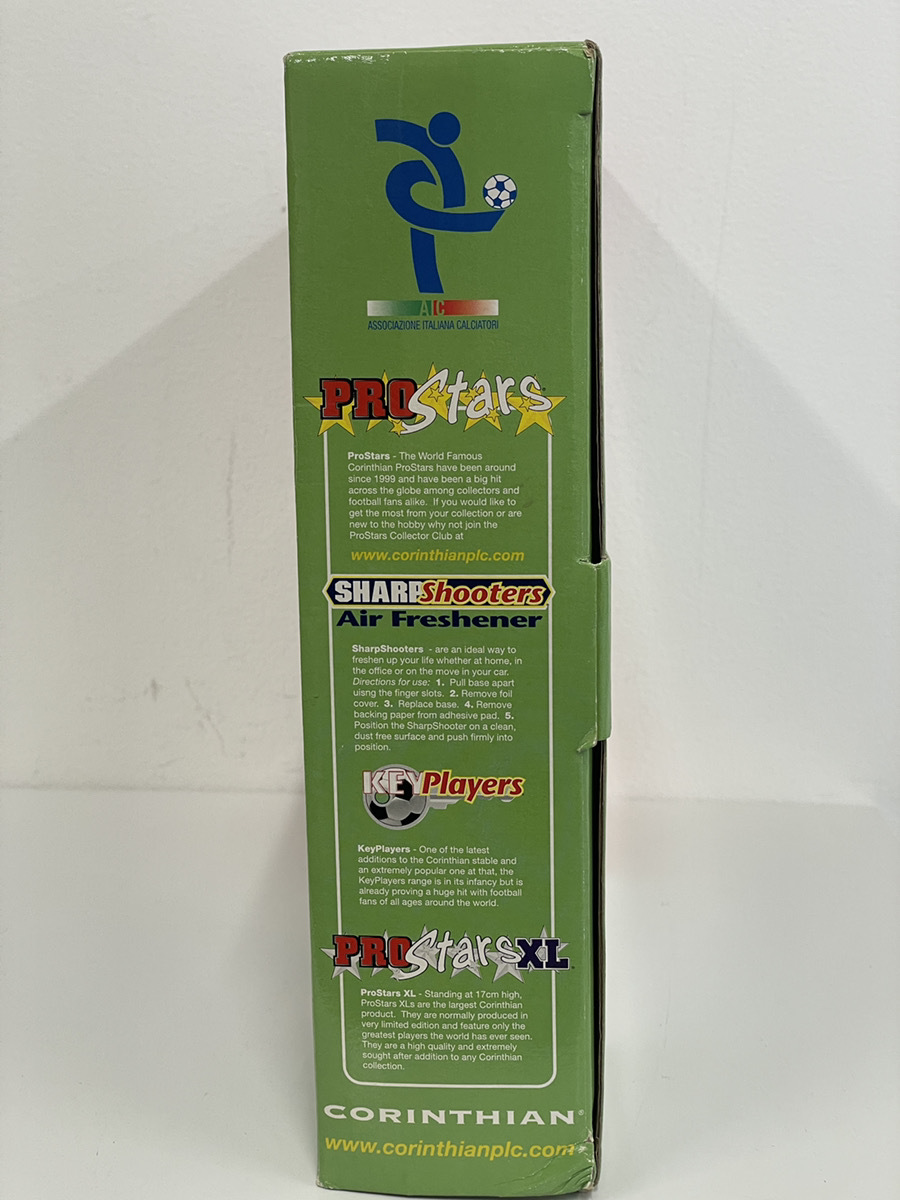 AIC
ASSOCIAZIONE ITALIANA CALCIATORI
PROStars
ProStars - The World Famous
Corinthian ProStars have been around
since 1999 and have been a big hit
across the globe among collectors and
football fans alike. If you would like to
get the most from your collection or are
new to the hobby why not join the
ProStars Collector Club at
www.corinthianplc.com
SHARPShooters
Air Freshener
SharpShooters - are an ideal way to
freshen up your life whether at home, in
the office or on the move in your car.
Directions for use: 1. Pull base apart
uisng the finger slots. 2. Remove foil
cover. 3. Replace base. 4. Remove
backing paper from adhesive pad. 5.
Position the SharpShooter on a clean,
dust free surface and push firmly into
position.
KEYPlayers
KeyPlayers - One of the latest
additions to the Corinthian stable and
an extremely popular one at that, the
KeyPlayers range is in its infancy but is
already proving a huge hit with football
fans of all ages around the world.
PROStarsXL
ProStars XL - Standing at 17cm high,
ProStars XLs are the largest Corinthian
product. They are normally produced in
very limited edition and feature only the
greatest players the world has ever seen.
They are a high quality and extremely
sought after addition to any Corinthian
collection.
CORINTHIAN®
www.corinthianplc.com